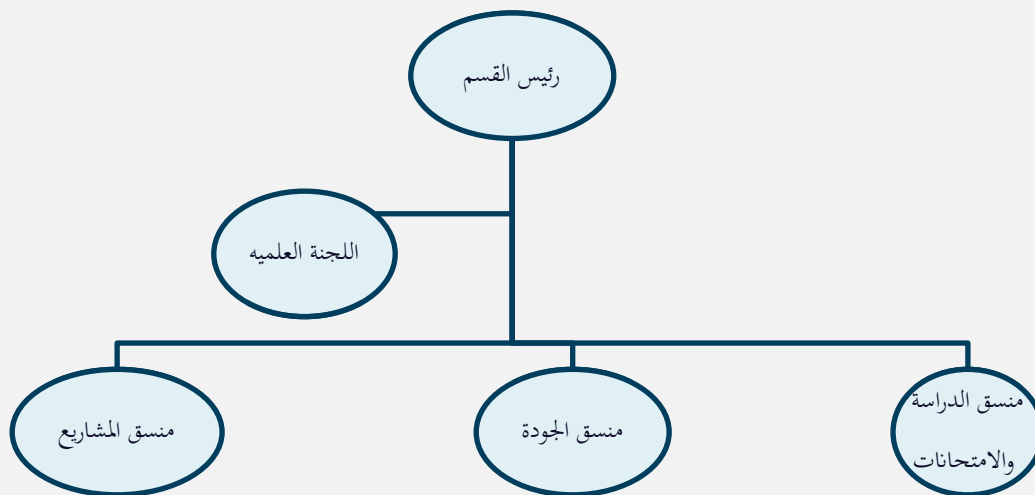 رئيس القسم
اللجنة العلميه
منسق الدراسة
والامتحانات
منسق الجودة
منسق المشاريع